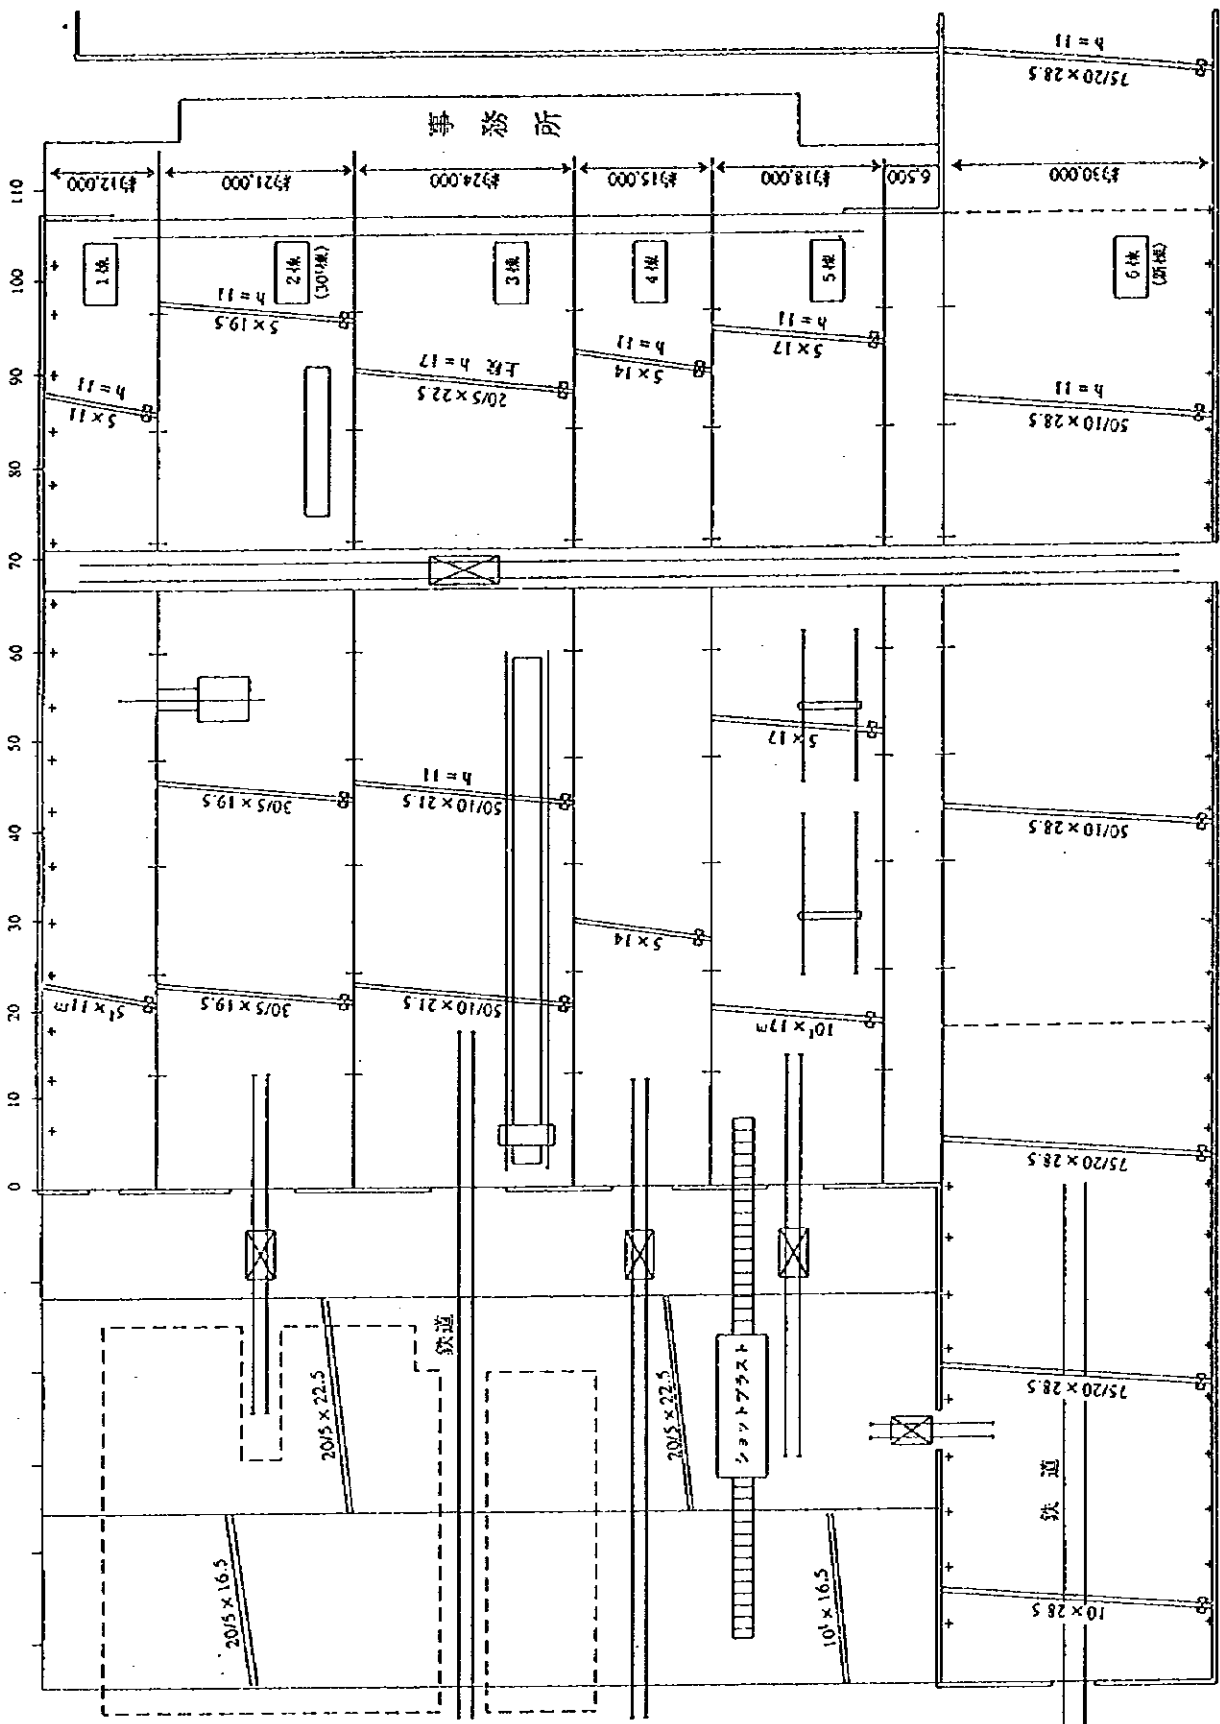 h = 11
75/20 × 28.5
事務所
約12,000
約21,000
約24,000
約15,000
約18,000
6,500
約30,000
110
100
90
80
70
60
50
40
30
20
10
0
1棟
2棟
(30t棟)
3棟
4棟
5棟
6棟
(新棟)
h = 11
5 × 11
h = 11
5 × 19.5
上段 h = 17
20/5 × 22.5
h = 11
5 × 14
h = 11
5 × 17
h = 11
50/10 × 28.5
30/5 × 19.5
h = 11
50/10 × 21.5
5 × 17
50/10 × 28.5
5t × 11m
30/5 × 19.5
50/10 × 21.5
5 × 14
10t × 17m
75/20 × 28.5
鉄道
20/5 × 22.5
20/5 × 22.5
ショットブラスト
75/20 × 28.5
鉄道
20/5 × 16.5
10t × 16.5
10 × 28.5